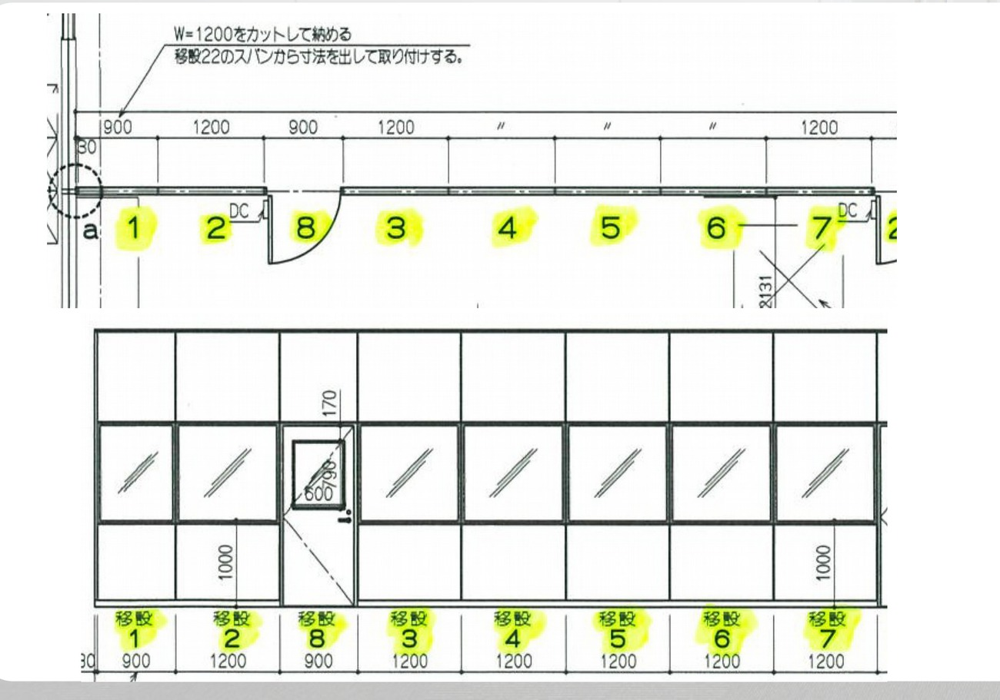 W=1200をカットして納める
移設22のスパンから寸法を出して取り付けする。
900 1200 900 1200 〃 〃 〃 1200
30
DC DC
a 1 2 8 3 4 5 6 7 2
2131
170
790
600
1000 1000
移設 移設 移設 移設 移設 移設 移設 移設
1 2 8 3 4 5 6 7
30 900 1200 900 1200 1200 1200 1200 1200